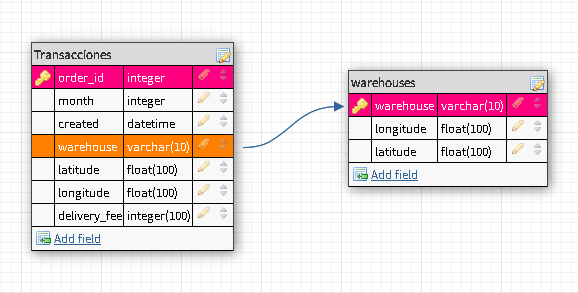 Transacciones
order_id integer
month integer
created datetime
warehouse varchar(10)
latitude float(100)
longitude float(100)
delivery_fee integer(100)
Add field
warehouses
warehouse varchar(10)
longitude float(100)
latitude float(100)
Add field